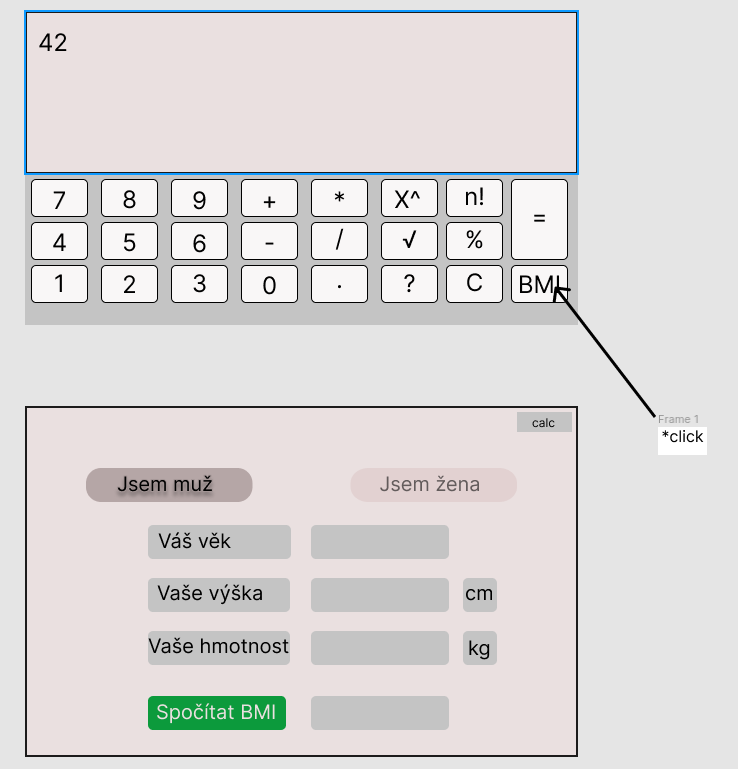 42
7 8 9 + * X^ n! =
4 5 6 - / √ %
1 2 3 0 . ? C BMI
Frame 1
*click
calc
Jsem muž Jsem žena
Váš věk
Vaše výška cm
Vaše hmotnost kg
Spočítat BMI